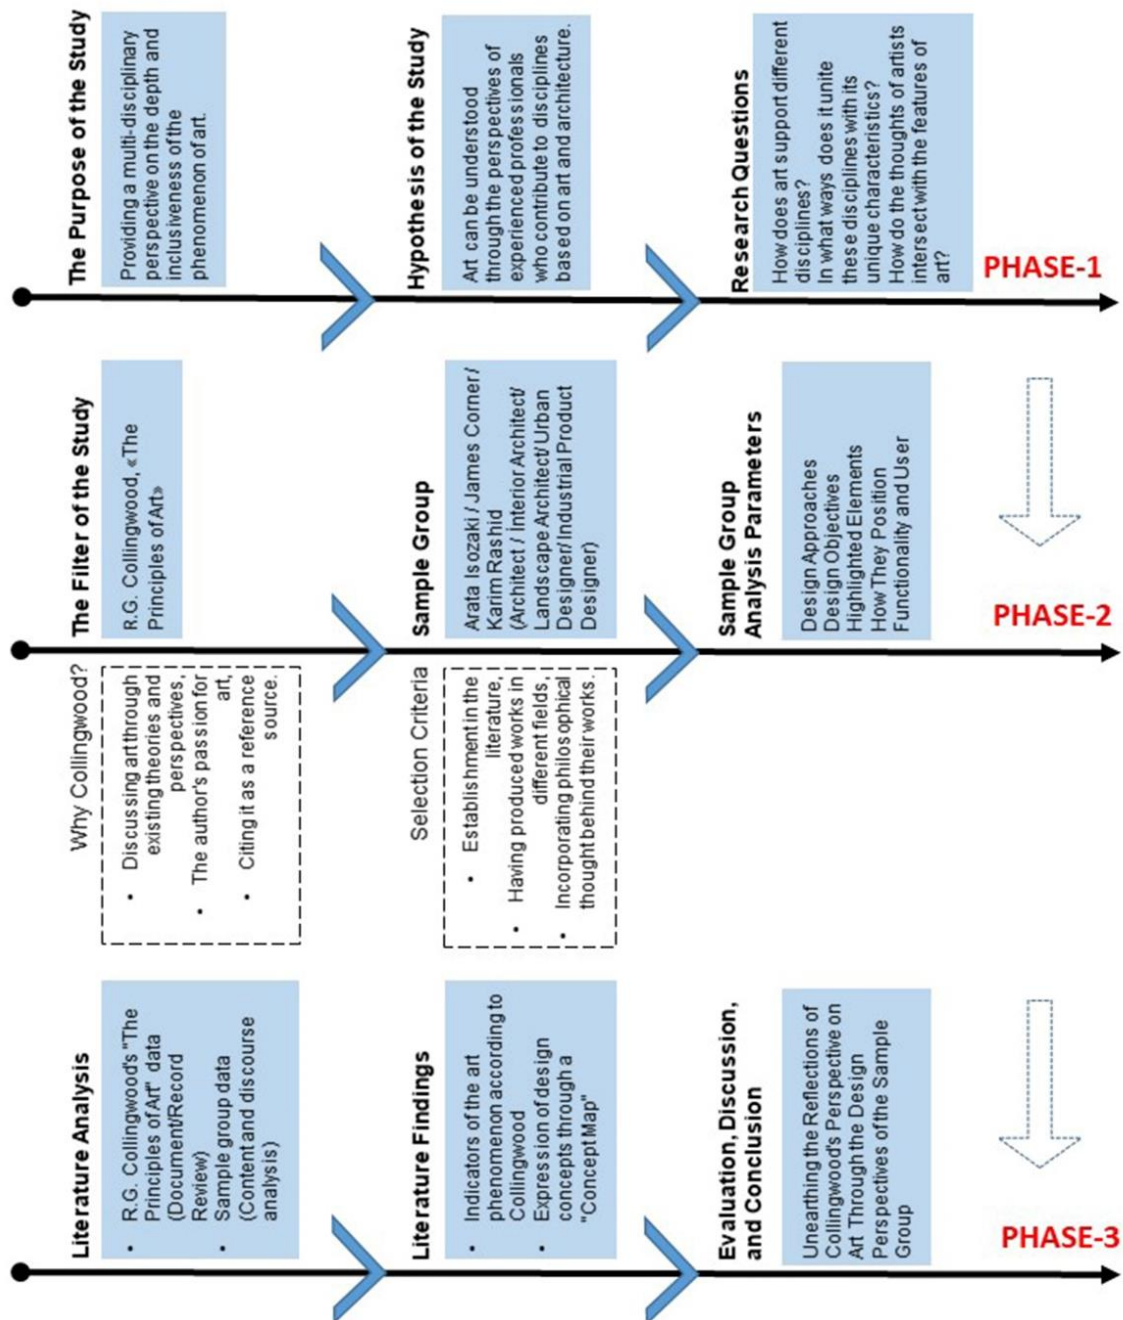 The Purpose of the Study
Providing a multi-disciplinary
perspective on the depth and
inclusiveness of the
phenomenon of art.
Hypothesis of the Study
Art can be understood
through the perspectives of
experienced professionals
who contribute to disciplines
based on art and architecture.
Research Questions
How does art support different
disciplines?
In what ways does it unite
these disciplines with its
unique characteristics?
How do the thoughts of artists
intersect with the features of
art?
PHASE-1
The Filter of the Study
R.G. Collingwood, «The
Principles of Art»
Why Collingwood?
• Discussing art through
existing theories and
perspectives,
• The author's passion for
art,
• Citing it as a reference
source.
Sample Group
Arata Isozaki / James Corner /
Karim Rashid
(Architect / Interior Architect/
Landscape Architect/Urban
Designer/Industrial Product
Designer)
Selection Criteria
• Establishment in the
literature,
• Having produced works in
different fields,
• Incorporating philosophical
thought behind their works.
Sample Group
Analysis Parameters
Design Approaches
Design Objectives
Highlighted Elements
How They Position
Functionality and User
PHASE-2
Literature Analysis
• R.G. Collingwood's "The
Principles of Art" data
(Document/Record
Review)
• Sample group data
(Content and discourse
analysis)
Literature Findings
• Indicators of the art
phenomenon according to
Collingwood
• Expression of design
concepts through a
"Concept Map"
Evaluation, Discussion,
and Conclusion
Unearthing the Reflections of
Collingwood's Perspective on
Art Through the Design
Perspectives of the Sample
Group
PHASE-3